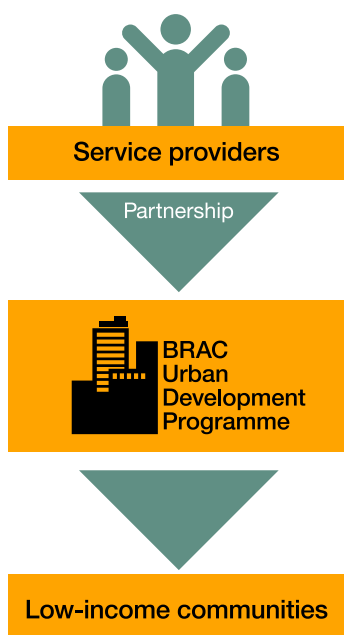 Service providers
Partnership
BRAC
Urban
Development
Programme
Low-income communities